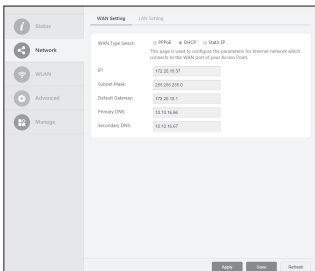 WAN Setting LAN Setting
Status
Network
WLAN
Advanced
Manage
WAN Type Select: PPPoE DHCP Static IP
This page is used to configure the parameters for Internet network which
connects to the WAN port of your Access Point.
IP: 172.20.19.37
Subnet Mask: 255.255.255.0
Default Gateway: 172.20.19.1
Primary DNS: 10.10.16.66
Secondary DNS: 10.10.16.67
Apply Save Refresh